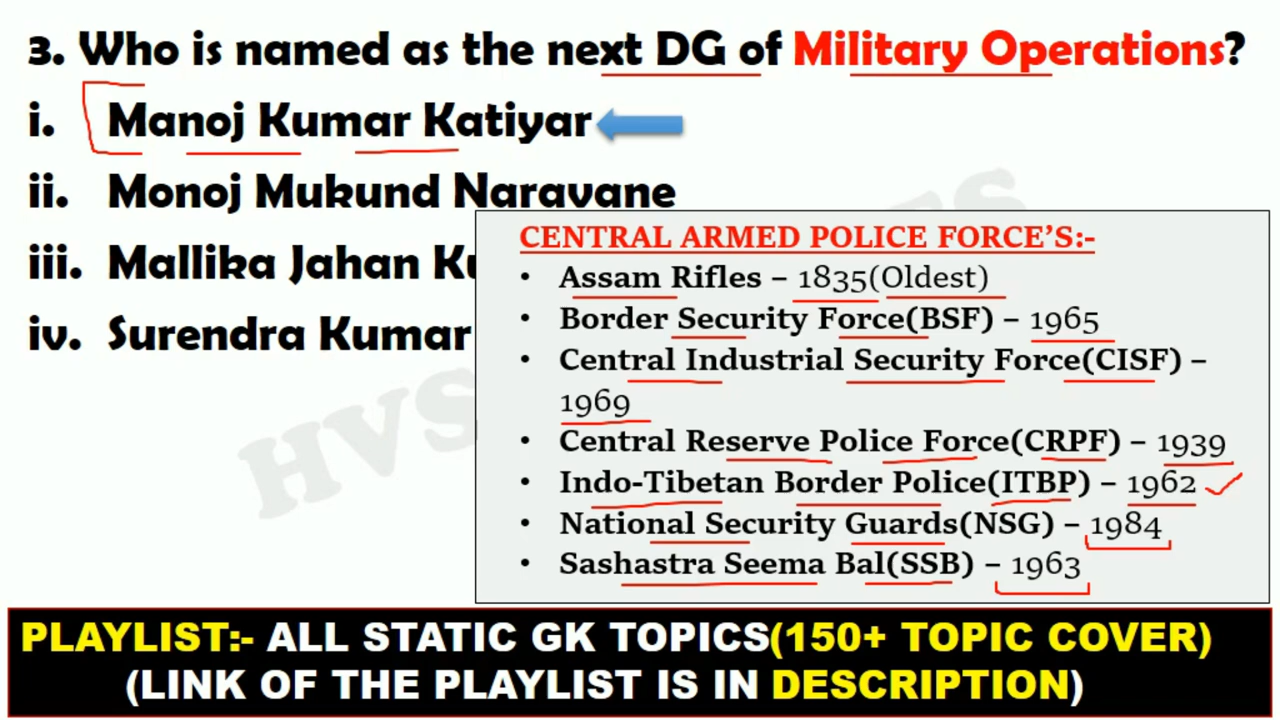 3. Who is named as the next DG of Military Operations?
i. Manoj Kumar Katiyar
ii. Monoj Mukund Naravane
iii. Mallika Jahan
iv. Surendra Kumar
CENTRAL ARMED POLICE FORCE'S:-
• Assam Rifles – 1835(Oldest)
• Border Security Force(BSF) – 1965
• Central Industrial Security Force(CISF) –
1969
• Central Reserve Police Force(CRPF) – 1939
• Indo-Tibetan Border Police(ITBP) – 1962
• National Security Guards(NSG) – 1984
• Sashastra Seema Bal(SSB) – 1963
HVS
PLAYLIST:- ALL STATIC GK TOPICS(150+ TOPIC COVER)
(LINK OF THE PLAYLIST IS IN DESCRIPTION)